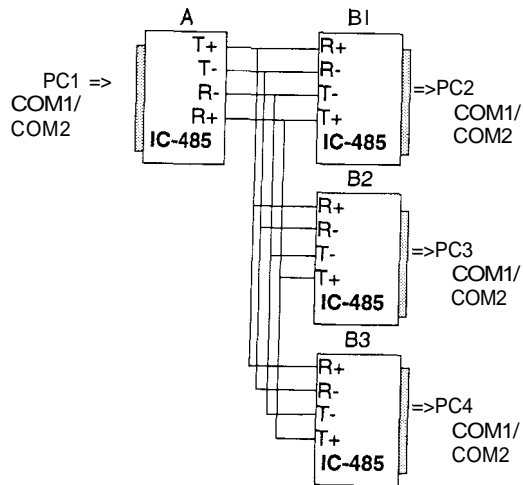 A
T+
T-
R-
R+
IC-485
PC1 =>
COM1/
COM2
B1
R+
R-
T-
T+
IC-485
=>PC2
COM1/
COM2
B2
R+
R-
T-
T+
IC-485
=>PC3
COM1/
COM2
B3
R+
R-
T-
T+
IC-485
=>PC4
COM1/
COM2